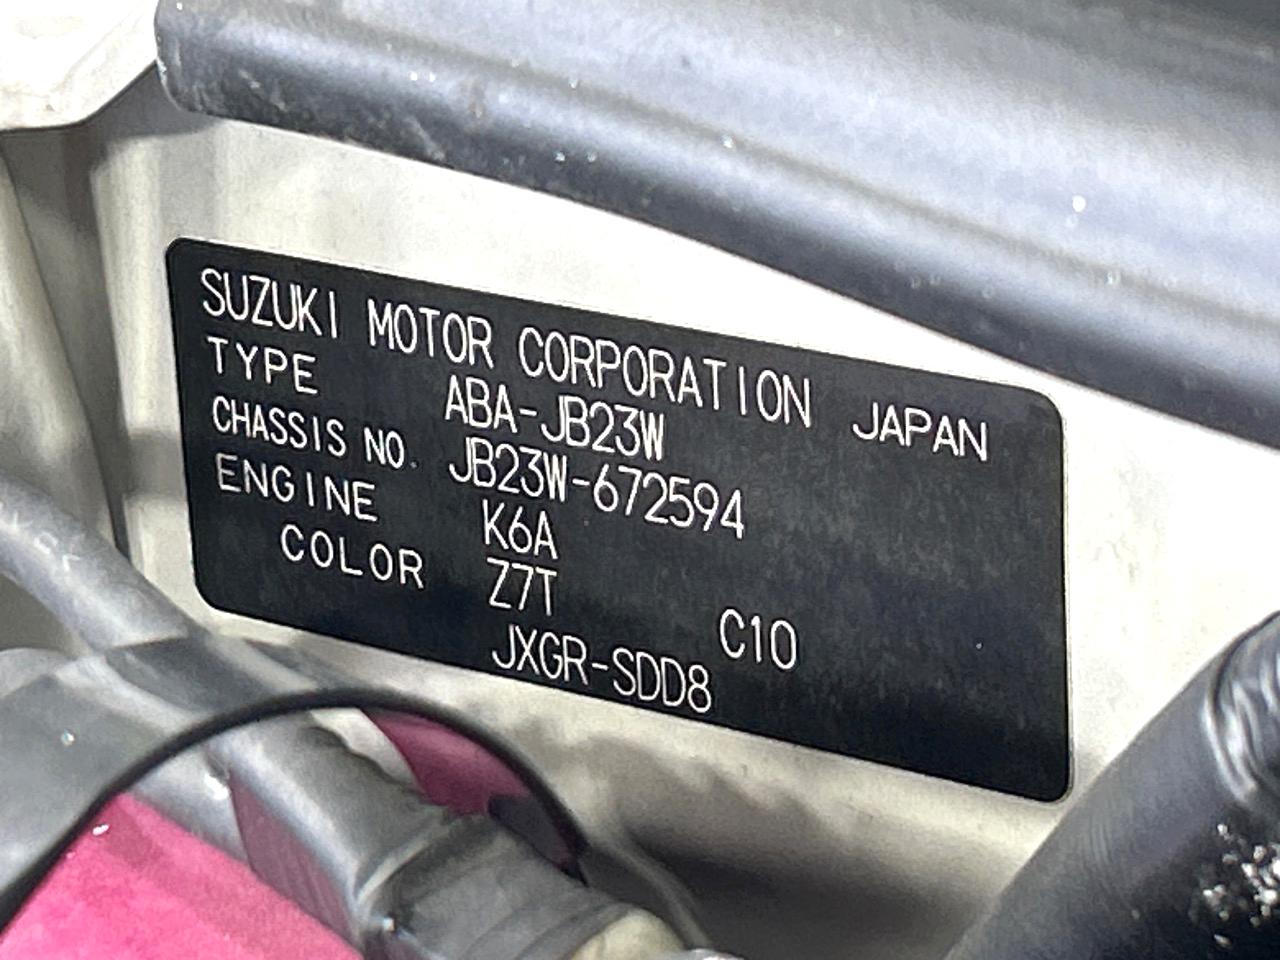 SUZUKI MOTOR CORPORATION JAPAN
TYPE ABA-JB23W
CHASSIS NO. JB23W-672594
ENGINE K6A
COLOR Z7T C10
JXGR-SDD8